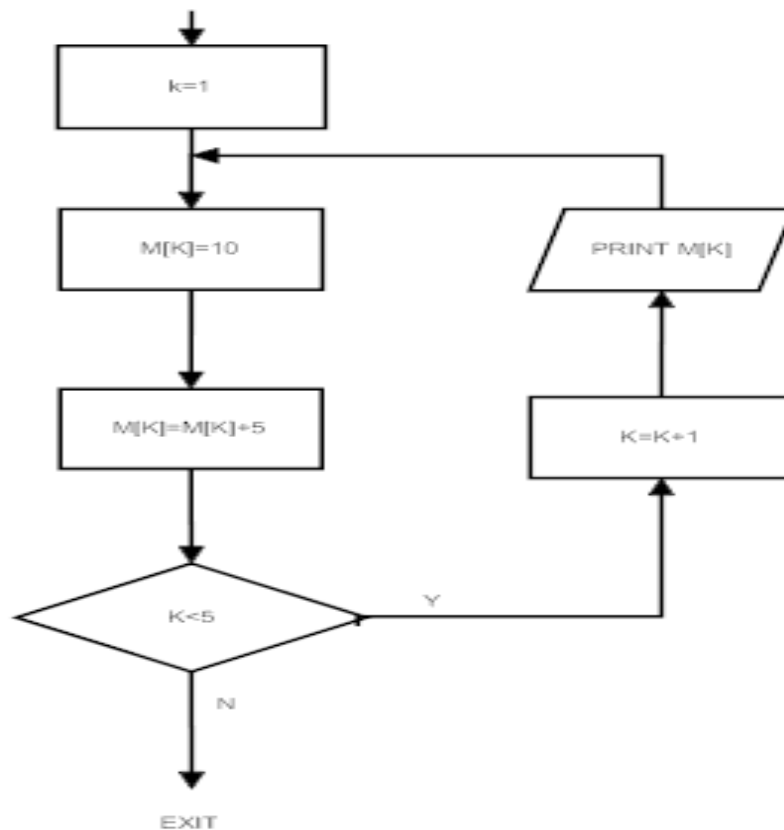 k=1
M[K]=10
PRINT M[K]
M[K]=M[K]+5
K=K+1
K<5
Y
N
EXIT